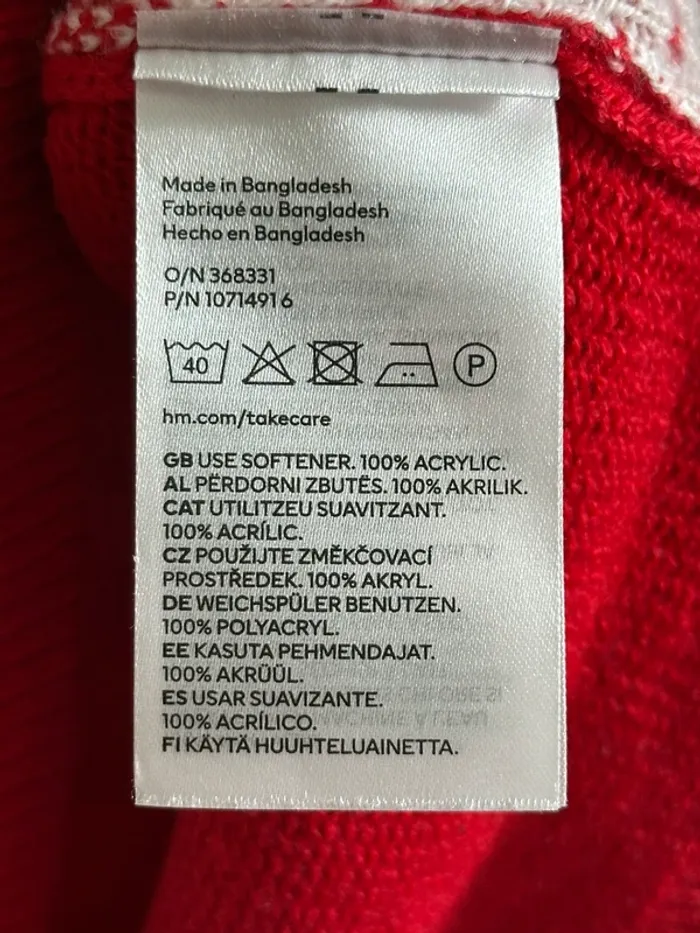 Made in Bangladesh
Fabriqué au Bangladesh
Hecho en Bangladesh
O/N 368331
P/N 10714916
40 P
hm.com/takecare
GB USE SOFTENER. 100% ACRYLIC.
AL PËRDORNI ZBUTËS. 100% AKRILIK.
CAT UTILITZEU SUAVITZANT.
100% ACRÍLIC.
CZ POUŽIJTE ZMĚKČOVACÍ
PROSTŘEDEK. 100% AKRYL.
DE WEICHSPÜLER BENUTZEN.
100% POLYACRYL.
EE KASUTA PEHMENDAJAT.
100% AKRÜÜL.
ES USAR SUAVIZANTE.
100% ACRÍLICO.
FI KÄYTÄ HUUHTELUAINETTA.